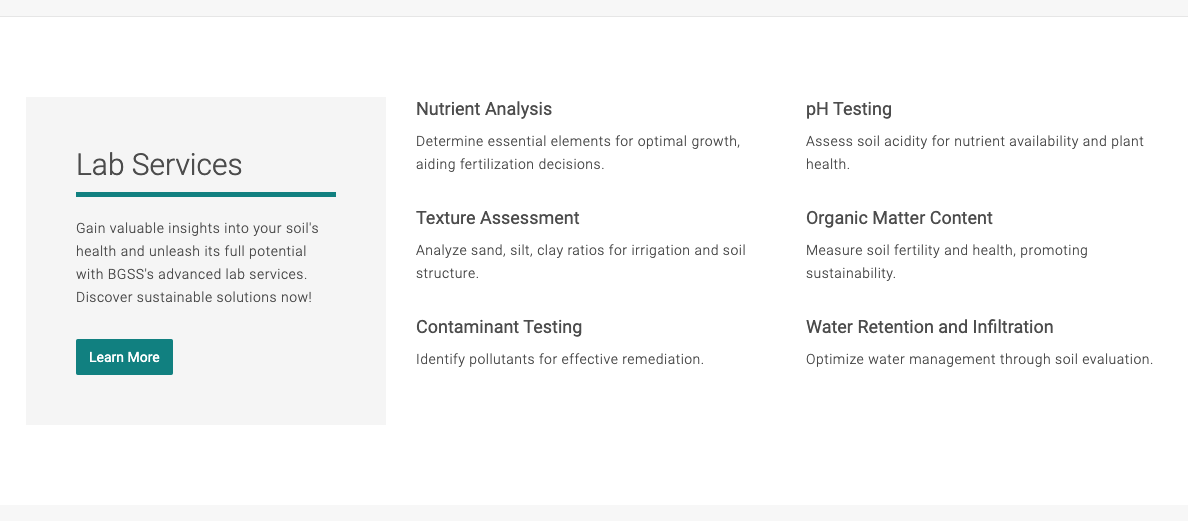 Lab Services
Gain valuable insights into your soil's
health and unleash its full potential
with BGSS's advanced lab services.
Discover sustainable solutions now!
Learn More
Nutrient Analysis
Determine essential elements for optimal growth,
aiding fertilization decisions.
pH Testing
Assess soil acidity for nutrient availability and plant
health.
Texture Assessment
Analyze sand, silt, clay ratios for irrigation and soil
structure.
Organic Matter Content
Measure soil fertility and health, promoting
sustainability.
Contaminant Testing
Identify pollutants for effective remediation.
Water Retention and Infiltration
Optimize water management through soil evaluation.